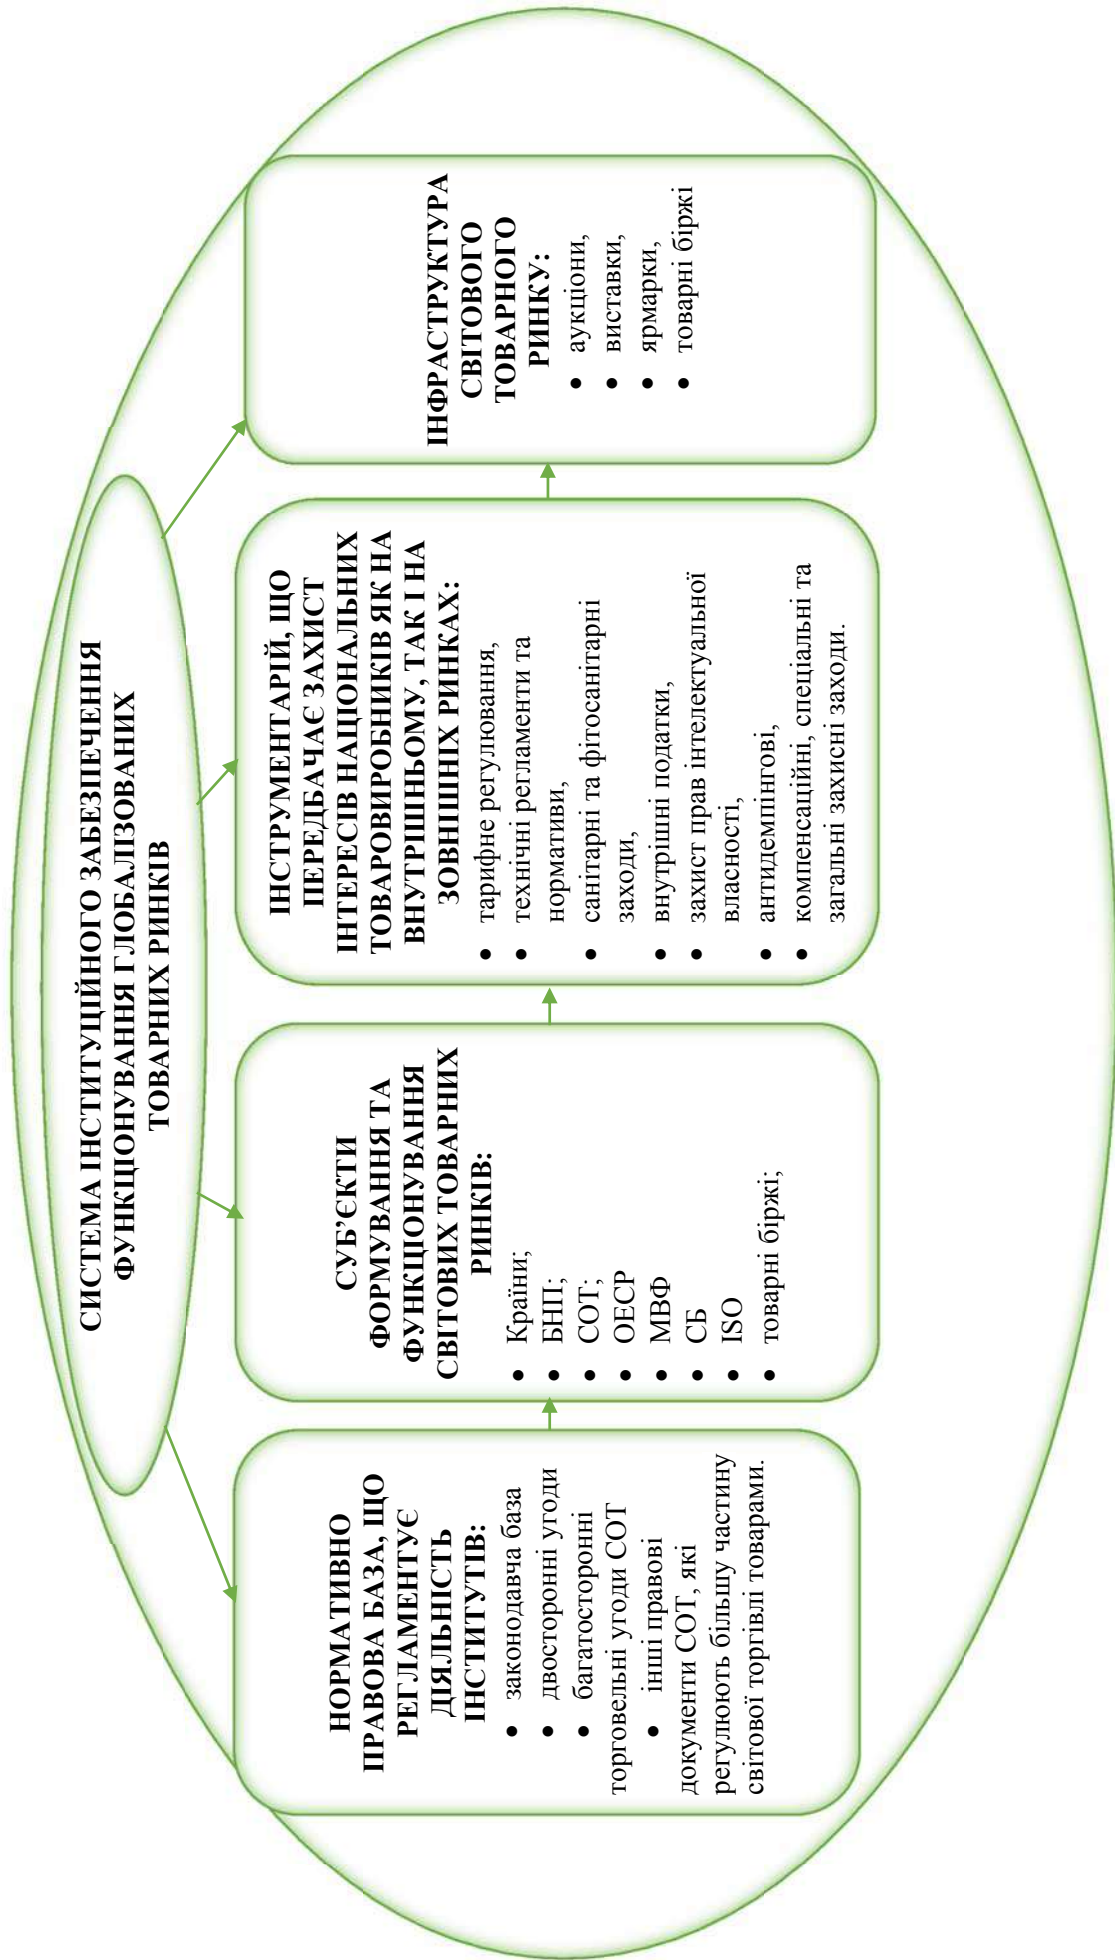 СИСТЕМА ІНСТИТУЦІЙНОГО ЗАБЕЗПЕЧЕННЯ
ФУНКЦІОНУВАННЯ ГЛОБАЛІЗОВАНИХ
ТОВАРНИХ РИНКІВ
НОРМАТИВНО
ПРАВОВА БАЗА, ЩО
РЕГЛАМЕНТУЄ
ДІЯЛЬНІСТЬ
ІНСТИТУТІВ:
• законодавча база
• двосторонні угоди
• багатосторонні
торговельні угоди СОТ
• інші правові
документи СОТ, які
регулюють більшу частину
світової торгівлі товарами.
СУБ’ЄКТИ
ФОРМУВАННЯ ТА
ФУНКЦІОНУВАННЯ
СВІТОВИХ ТОВАРНИХ
РИНКІВ:
• Країни;
• БНП;
• СОТ;
• ОЕСР
• МВФ
• СБ
• ISO
• товарні біржі;
ІНСТРУМЕНТАРІЙ, ЩО
ПЕРЕДБАЧАЄ ЗАХИСТ
ІНТЕРЕСІВ НАЦІОНАЛЬНИХ
ТОВАРОВИРОБНИКІВ ЯК НА
ВНУТРІШНЬОМУ, ТАК І НА
ЗОВНІШНІХ РИНКАХ:
• тарифне регулювання,
• технічні регламенти та
нормативи,
• санітарні та фітосанітарні
заходи,
• внутрішні податки,
• захист прав інтелектуальної
власності,
• антидемпінгові,
• компенсаційні, спеціальні та
загальні захисні заходи.
ІНФРАСТРУКТУРА
СВІТОВОГО
ТОВАРНОГО
РИНКУ:
• аукціони,
• виставки,
• ярмарки,
• товарні біржі